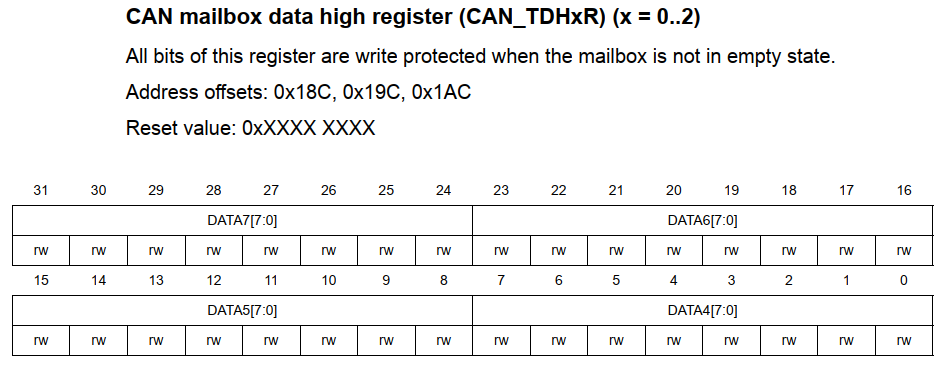 CAN mailbox data high register (CAN_TDHxR) (x = 0..2)
All bits of this register are write protected when the mailbox is not in empty state.
Address offsets: 0x18C, 0x19C, 0x1AC
Reset value: 0xXXXX XXXX
31 30 29 28 27 26 25 24 23 22 21 20 19 18 17 16
DATA7[7:0] DATA6[7:0]
rw rw rw rw rw rw rw rw rw rw rw rw rw rw rw rw
15 14 13 12 11 10 9 8 7 6 5 4 3 2 1 0
DATA5[7:0] DATA4[7:0]
rw rw rw rw rw rw rw rw rw rw rw rw rw rw rw rw